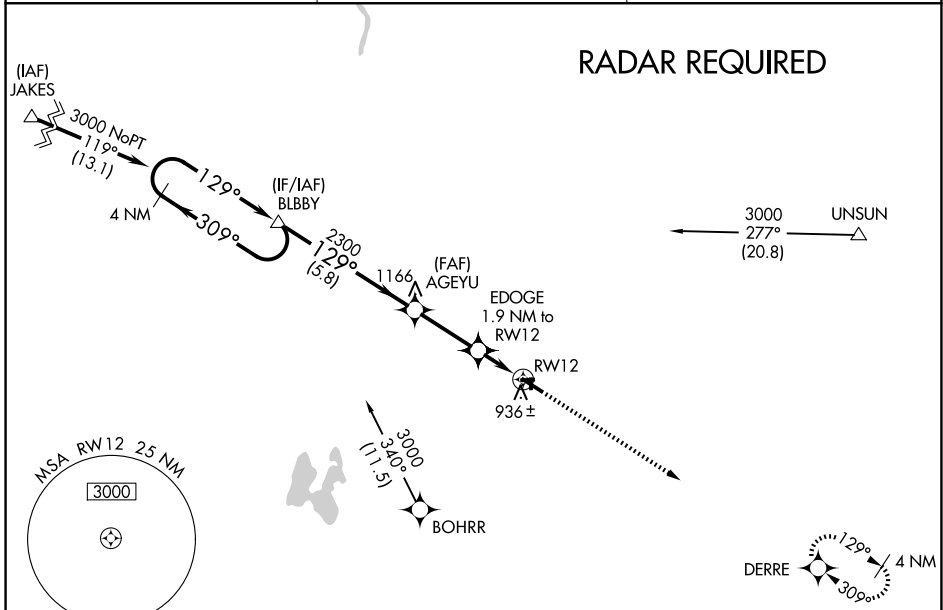 RADAR REQUIRED
(IAF)
JAKES
3000 NoPT
119°
(13.1)
4 NM
129°
309°
(IF/IAF)
BLBBY
2300
129°
(5.8)
1166
(FAF)
AGEYU
EDOGE
1.9 NM to
RW12
RW12
936 ±
3000
277°
(20.8)
UNSUN
3000
340°
(11.5)
BOHRR
MSA RW12 25 NM
3000
DERRE
129°
309°
4 NM